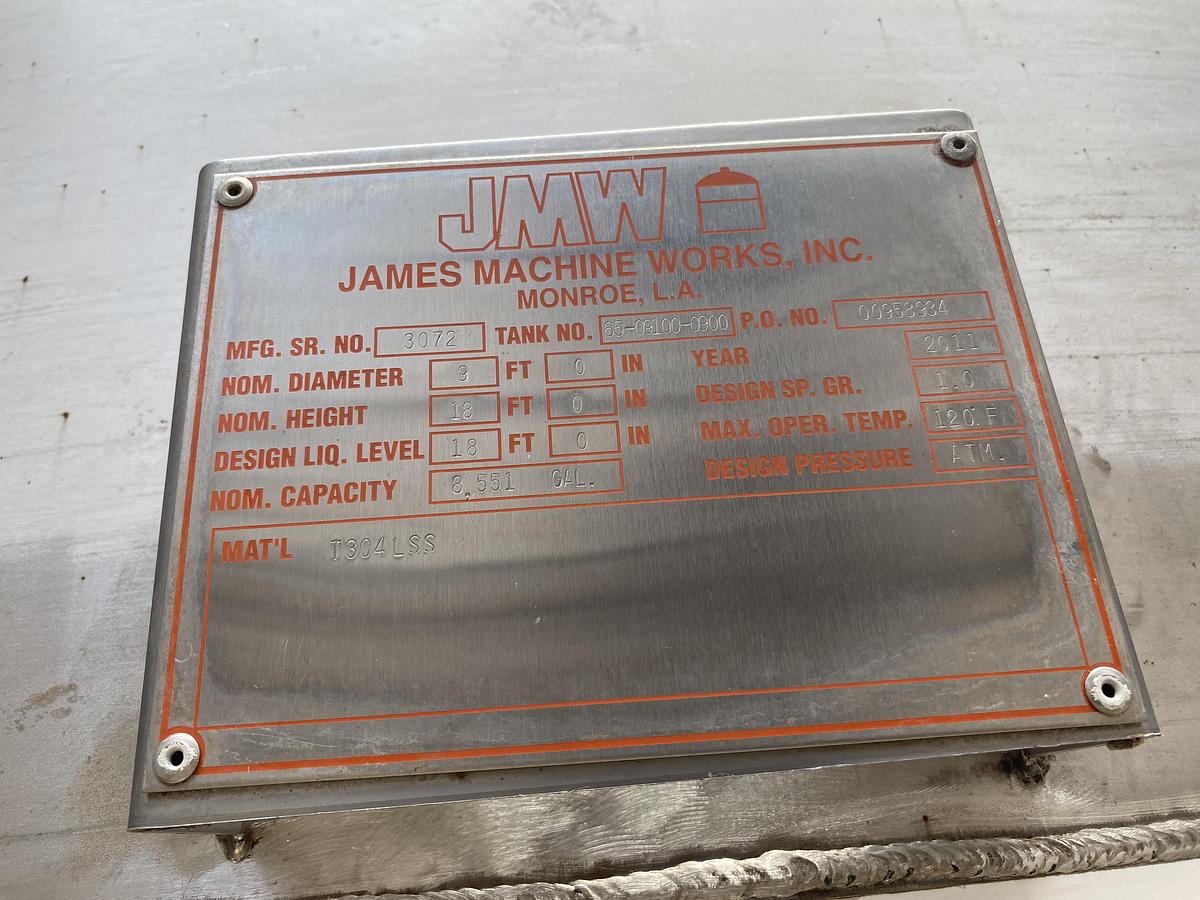 JMW
JAMES MACHINE WORKS, INC.
MONROE, L.A.
MFG. SR. NO. 3072 TANK NO. 65-09100-0900 P.O. NO. 00958934
NOM. DIAMETER 9 FT 0 IN YEAR 2011
NOM. HEIGHT 18 FT 0 IN DESIGN SP. GR. 1.0
DESIGN LIQ. LEVEL 18 FT 0 IN MAX. OPER. TEMP. 120°F
NOM. CAPACITY 8,551 GAL. DESIGN PRESSURE ATM.
MAT'L T304LSS